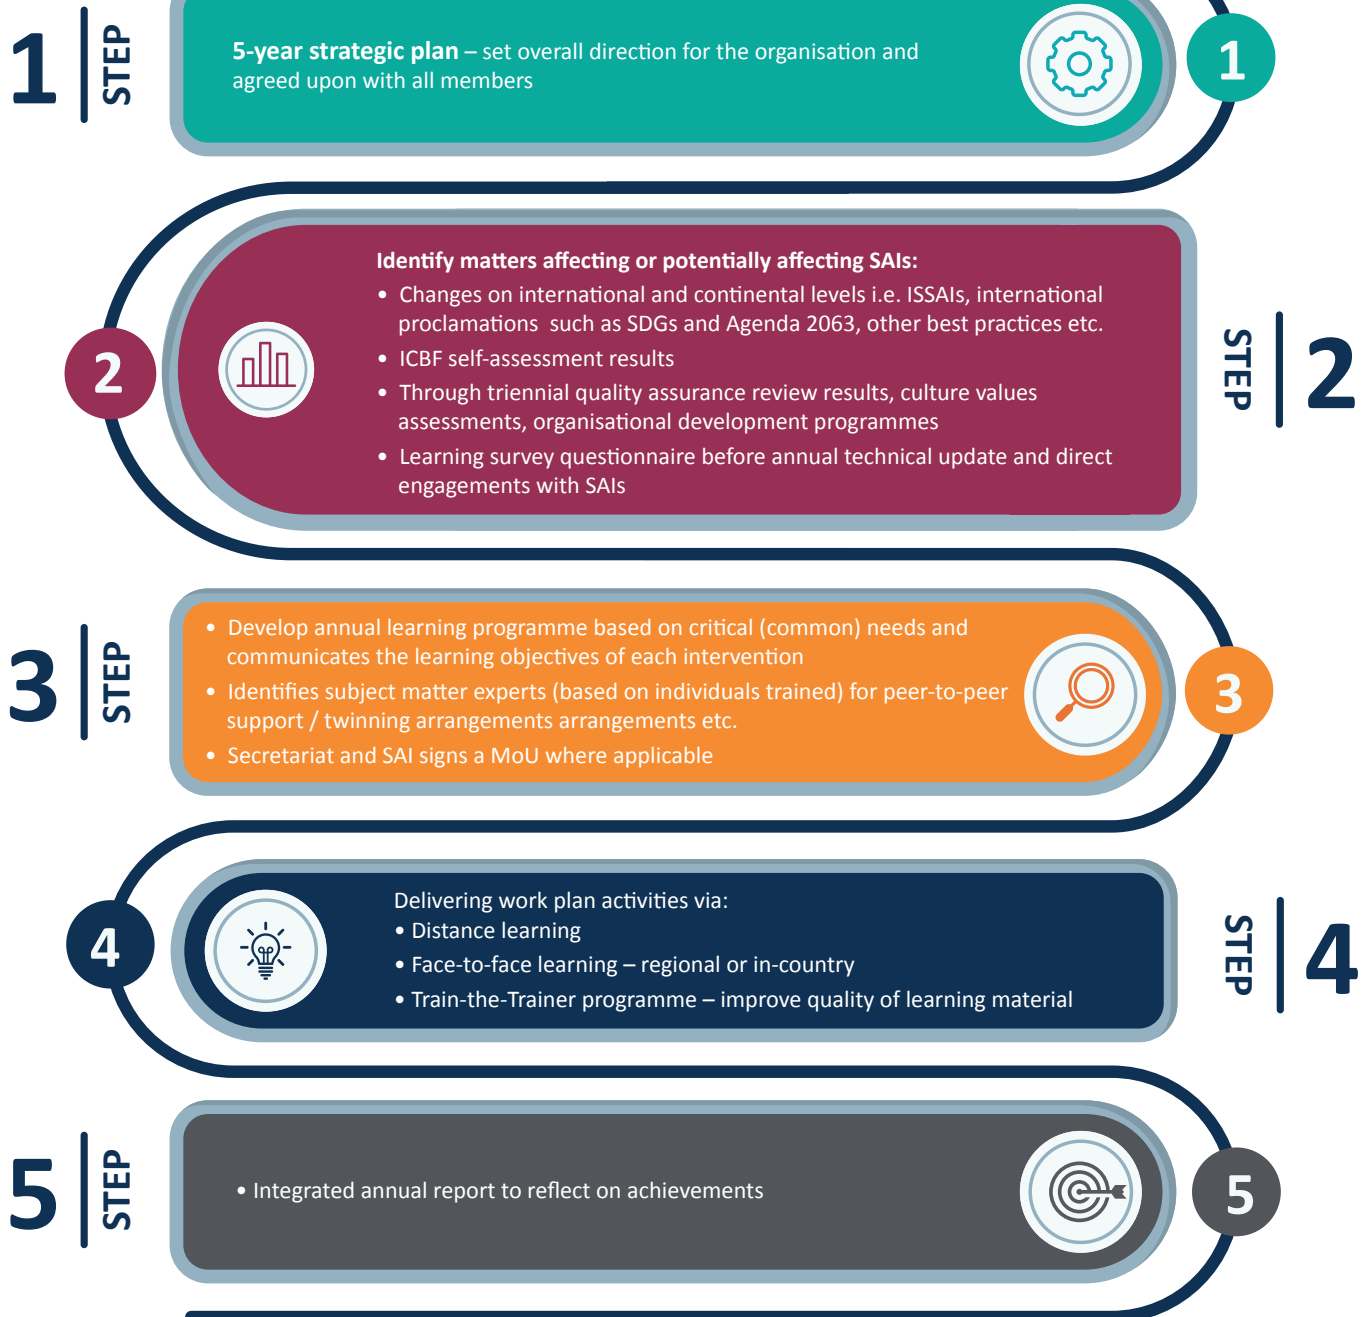 1 STEP
5-year strategic plan – set overall direction for the organisation and
agreed upon with all members
1
2
Identify matters affecting or potentially affecting SAIs:
• Changes on international and continental levels i.e. ISSAIs, international
proclamations such as SDGs and Agenda 2063, other best practices etc.
• ICBF self-assessment results
• Through triennial quality assurance review results, culture values
assessments, organisational development programmes
• Learning survey questionnaire before annual technical update and direct
engagements with SAIs
STEP 2
3 STEP
• Develop annual learning programme based on critical (common) needs and
communicates the learning objectives of each intervention
• Identifies subject matter experts (based on individuals trained) for peer-to-peer
support / twinning arrangements arrangements etc.
• Secretariat and SAI signs a MoU where applicable
3
4
Delivering work plan activities via:
• Distance learning
• Face-to-face learning – regional or in-country
• Train-the-Trainer programme – improve quality of learning material
STEP 4
5 STEP
• Integrated annual report to reflect on achievements
5